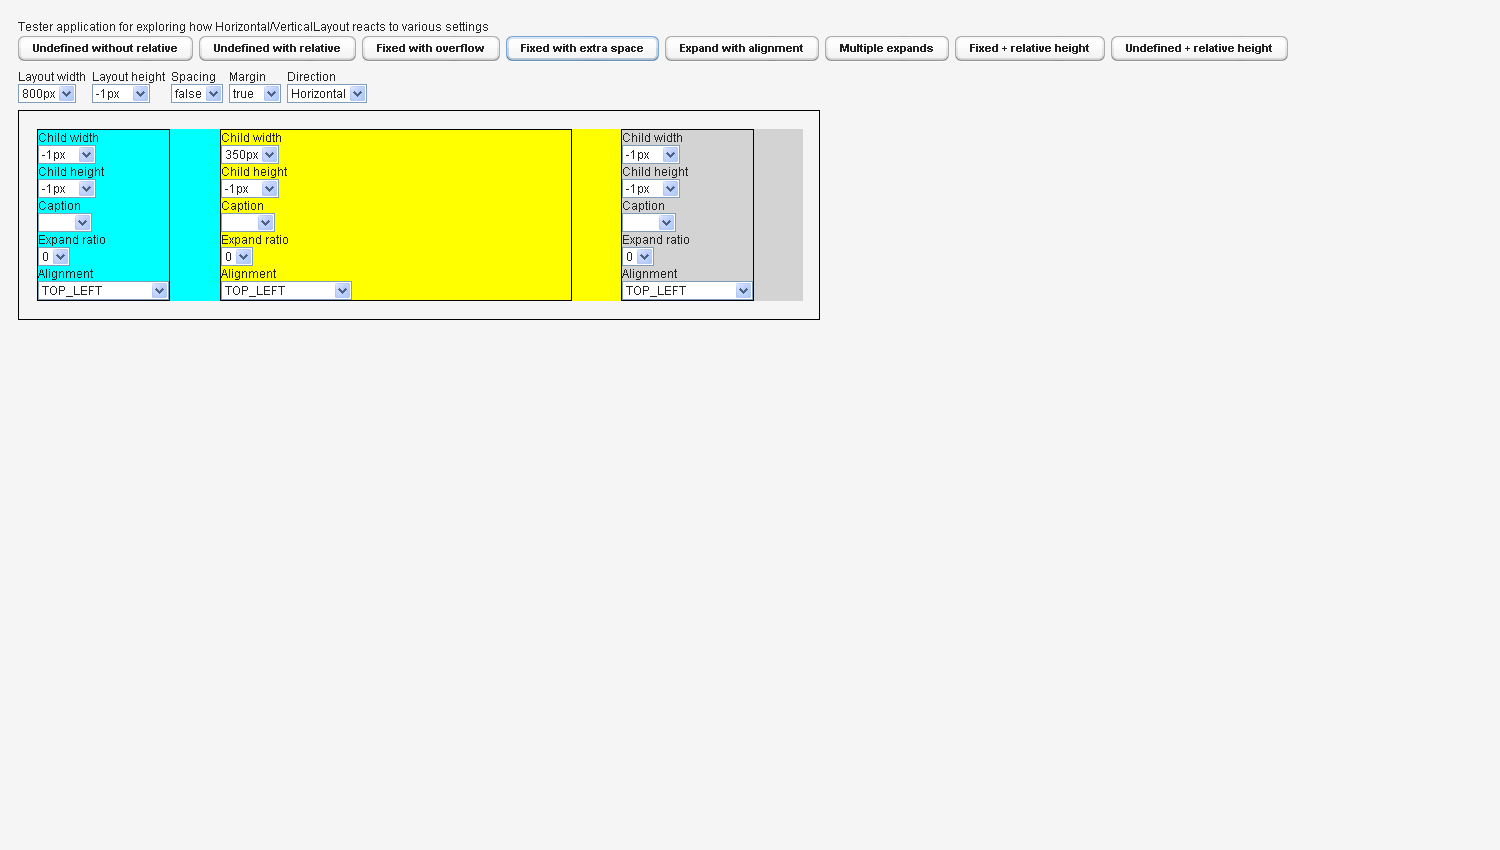 Tester application for exploring how Horizontal/VerticalLayout reacts to various settings
Undefined without relative Undefined with relative Fixed with overflow Fixed with extra space Expand with alignment Multiple expands Fixed + relative height Undefined + relative height
Layout width Layout height Spacing Margin Direction
800px -1px false true Horizontal
Child width Child width Child width
-1px 350px -1px
Child height Child height Child height
-1px -1px -1px
Caption Caption Caption
Expand ratio Expand ratio Expand ratio
0 0 0
Alignment Alignment Alignment
TOP_LEFT TOP_LEFT TOP_LEFT